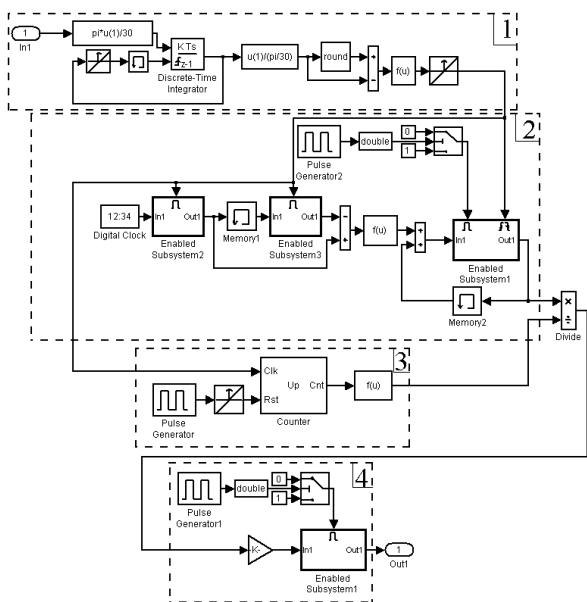 1
1
In1
pi*u(1)/30
K Ts
z-1
Discrete-Time
Integrator
u(1)/(pi/30)
round
+
-
f(u)
2
Pulse
Generator2
double
0
1
12:34
Digital Clock
In1
Out1
Enabled
Subsystem2
Memory1
In1
Out1
Enabled
Subsystem3
-
+
f(u)
+
+
In1
Out1
Enabled
Subsystem1
Memory2
×
÷
Divide
3
Pulse
Generator
Clk
Up
Cnt
Rst
Counter
f(u)
4
Pulse
Generator1
double
0
1
-K-
In1
Out1
Enabled
Subsystem1
1
Out1